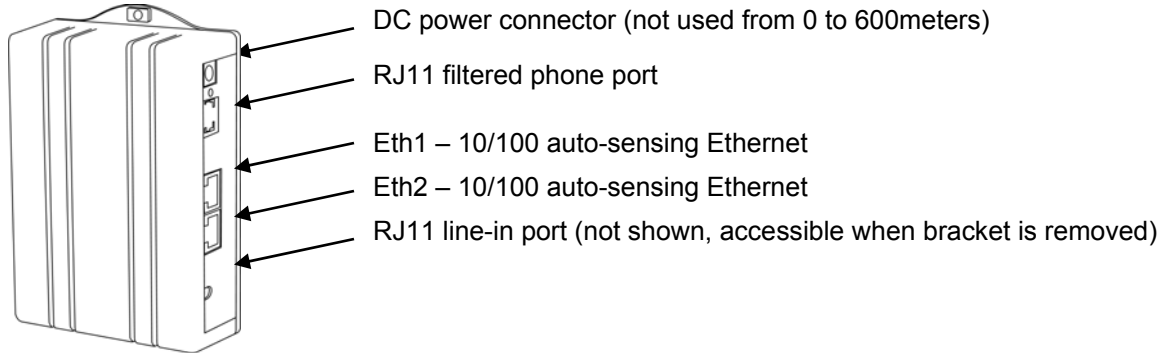 DC power connector (not used from 0 to 600meters)
RJ11 filtered phone port
Eth1 – 10/100 auto-sensing Ethernet
Eth2 – 10/100 auto-sensing Ethernet
RJ11 line-in port (not shown, accessible when bracket is removed)